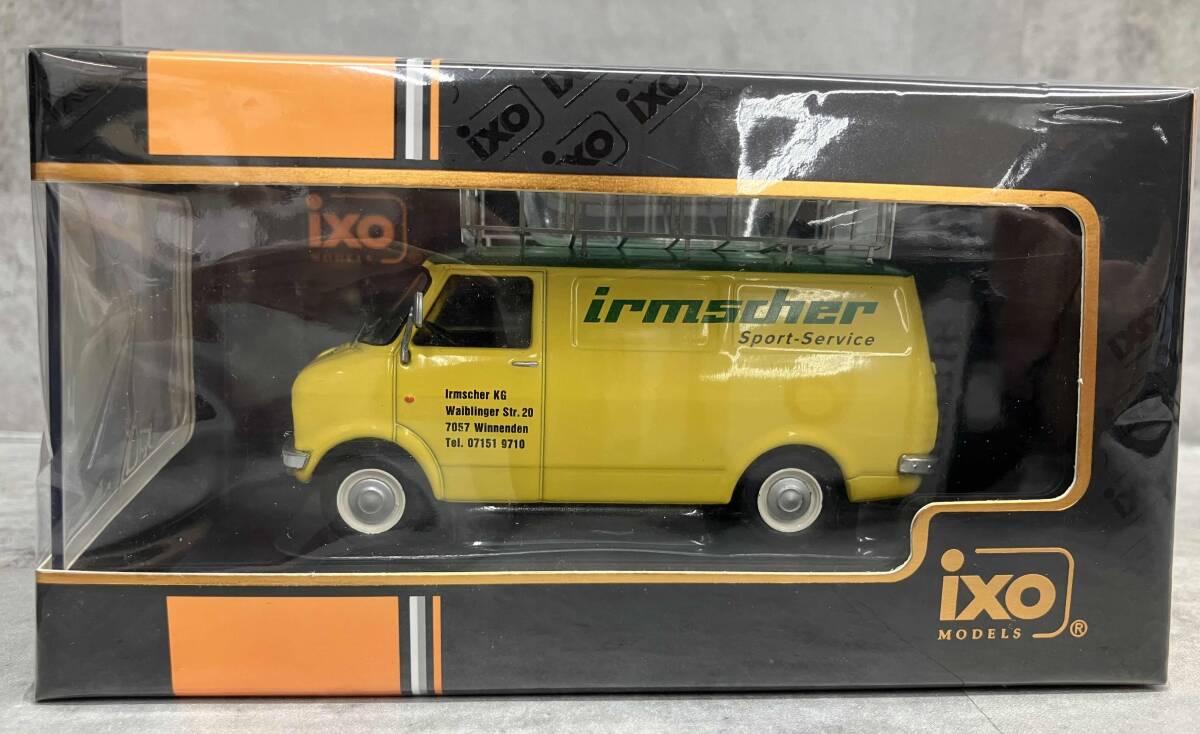 ixo
ixo
ixo
ixo
MODELS
irmscher
Sport-Service
Irmscher KG
Waiblinger Str. 20
7057 Winnenden
Tel. 07151 9710
ixo
MODELS ®